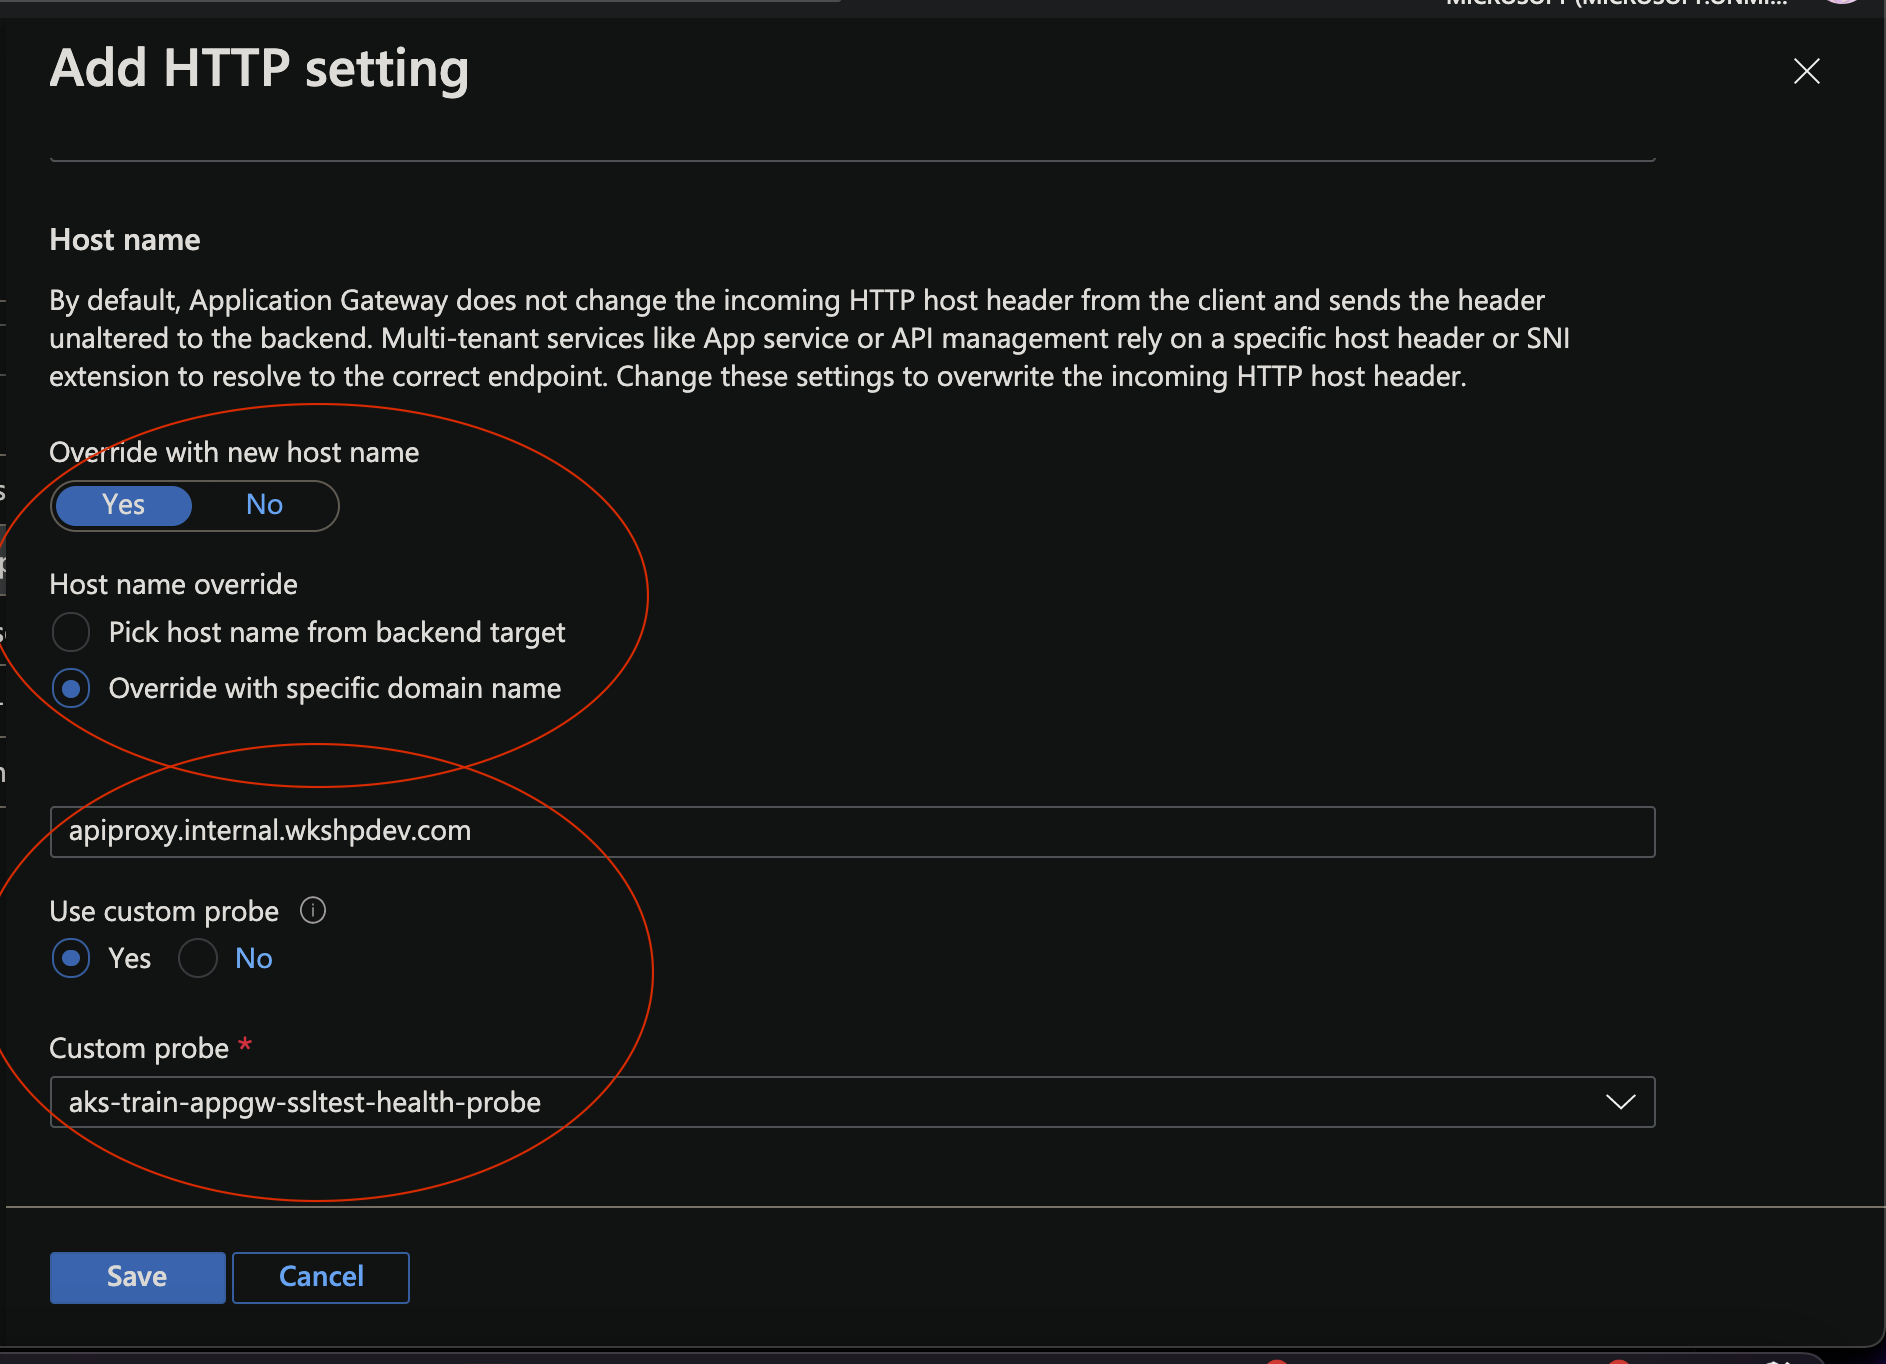 Add HTTP setting
Host name
By default, Application Gateway does not change the incoming HTTP host header from the client and sends the header
unaltered to the backend. Multi-tenant services like App service or API management rely on a specific host header or SNI
extension to resolve to the correct endpoint. Change these settings to overwrite the incoming HTTP host header.
Override with new host name
Yes No
Host name override
Pick host name from backend target
Override with specific domain name
apiproxy.internal.wkshpdev.com
Use custom probe
Yes No
Custom probe *
aks-train-appgw-ssltest-health-probe
Save Cancel